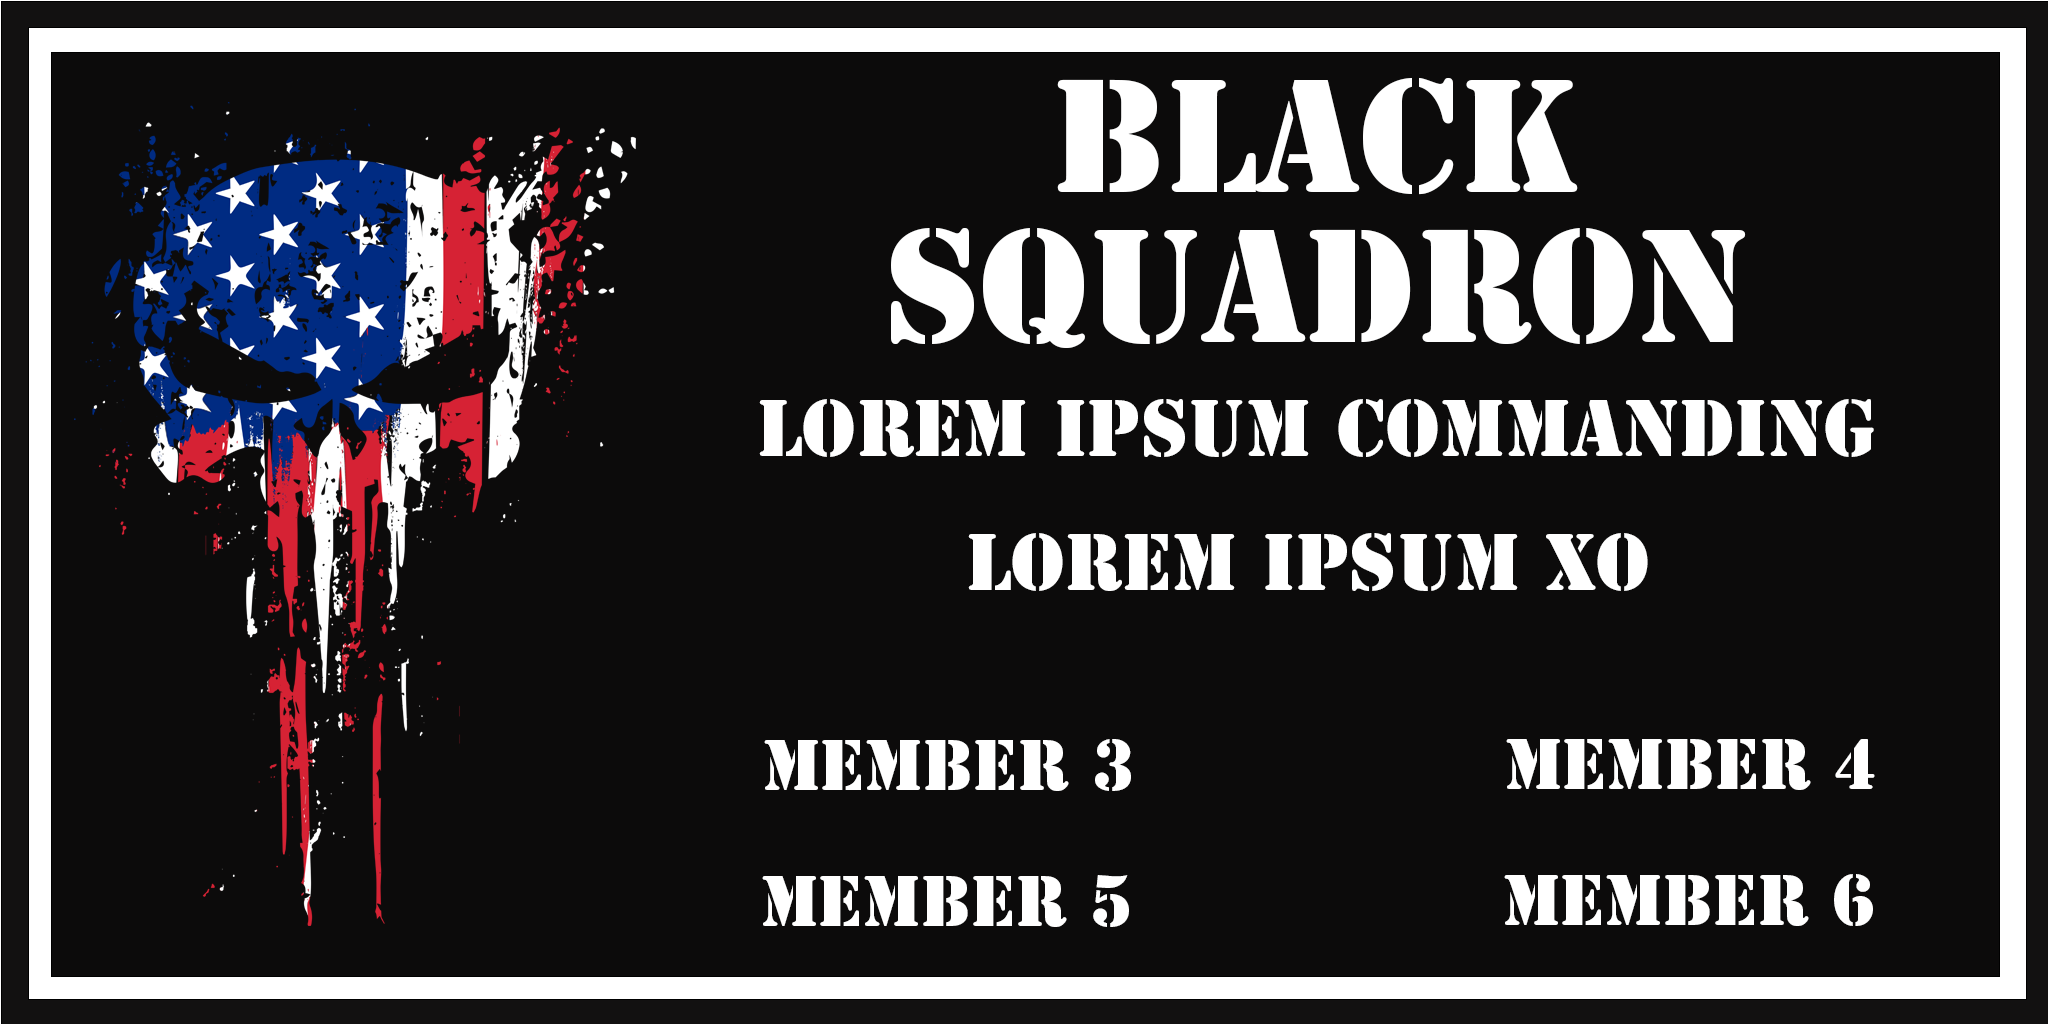 BLACK
SQUADRON
LOREM IPSUM COMMANDING
LOREM IPSUM XO
MEMBER 3 MEMBER 4
MEMBER 5 MEMBER 6